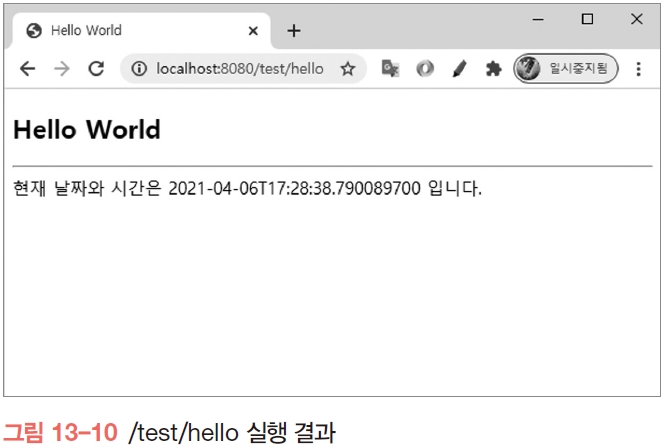 Hello World
localhost:8080/test/hello
일시중지됨
Hello World
현재 날짜와 시간은 2021-04-06T17:28:38.790089700 입니다.
그림 13-10 /test/hello 실행 결과